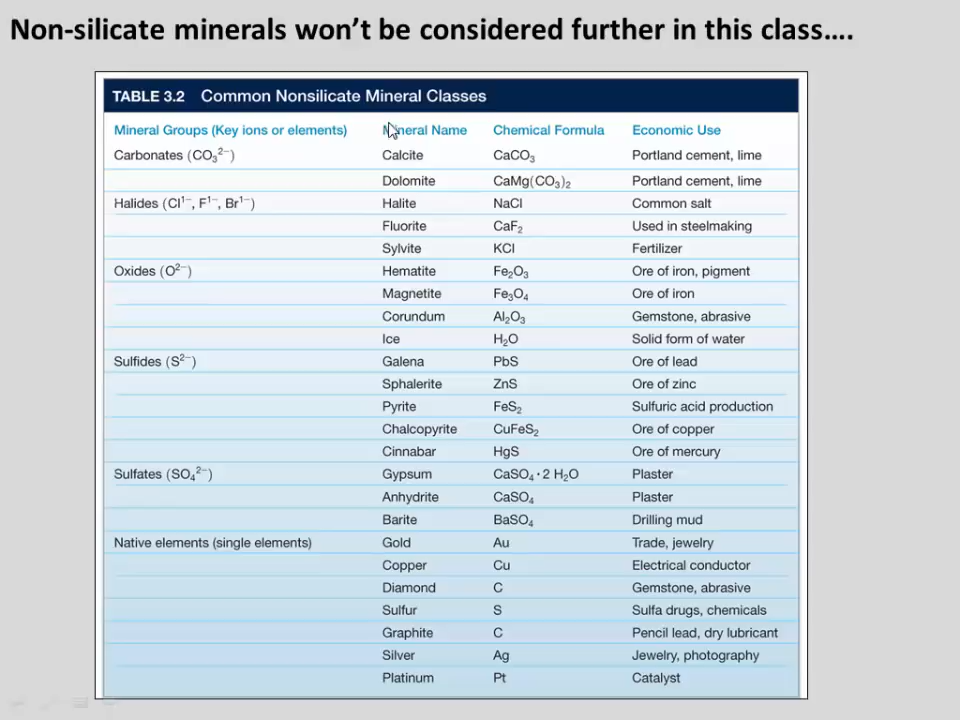 Non-silicate minerals won’t be considered further in this class….
TABLE 3.2 Common Nonsilicate Mineral Classes
Mineral Groups (Key ions or elements) Mineral Name Chemical Formula Economic Use
Carbonates (CO₃²⁻) Calcite CaCO₃ Portland cement, lime
Dolomite CaMg(CO₃)₂ Portland cement, lime
Halides (Cl¹⁻, F¹⁻, Br¹⁻) Halite NaCl Common salt
Fluorite CaF₂ Used in steelmaking
Sylvite KCl Fertilizer
Oxides (O²⁻) Hematite Fe₂O₃ Ore of iron, pigment
Magnetite Fe₃O₄ Ore of iron
Corundum Al₂O₃ Gemstone, abrasive
Ice H₂O Solid form of water
Sulfides (S²⁻) Galena PbS Ore of lead
Sphalerite ZnS Ore of zinc
Pyrite FeS₂ Sulfuric acid production
Chalcopyrite CuFeS₂ Ore of copper
Cinnabar HgS Ore of mercury
Sulfates (SO₄²⁻) Gypsum CaSO₄ · 2 H₂O Plaster
Anhydrite CaSO₄ Plaster
Barite BaSO₄ Drilling mud
Native elements (single elements) Gold Au Trade, jewelry
Copper Cu Electrical conductor
Diamond C Gemstone, abrasive
Sulfur S Sulfa drugs, chemicals
Graphite C Pencil lead, dry lubricant
Silver Ag Jewelry, photography
Platinum Pt Catalyst